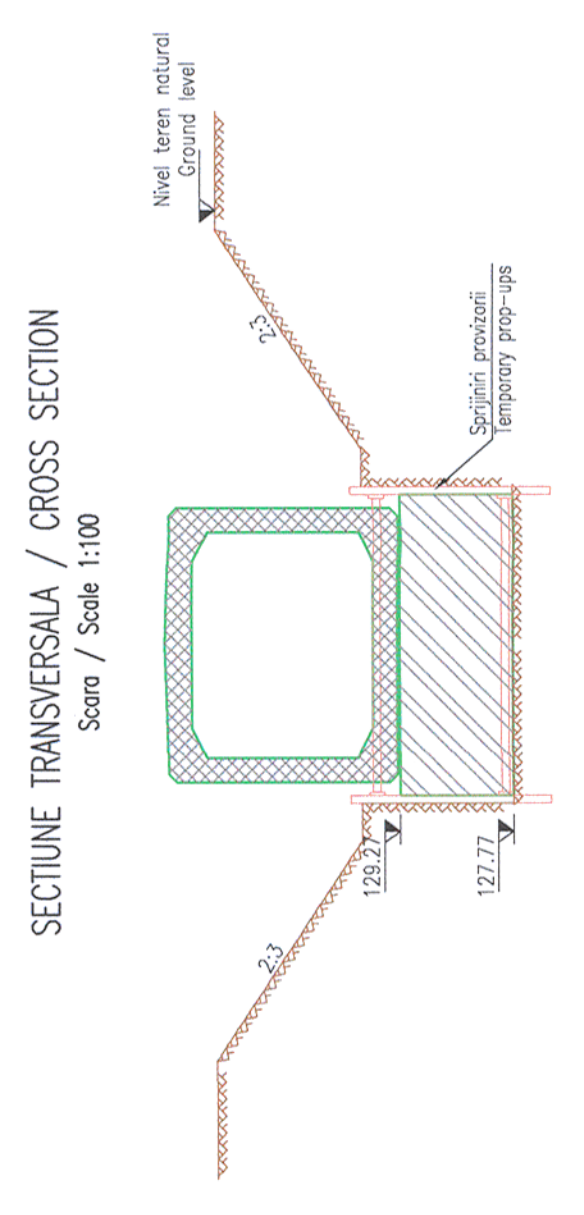 SECTIUNE TRANSVERSALA / CROSS SECTION
Scara / Scale 1:100
Nivel teren natural
Ground level
2:3
2:3
129.27
127.77
Sprijiniri provizorii
Temporary prop-ups